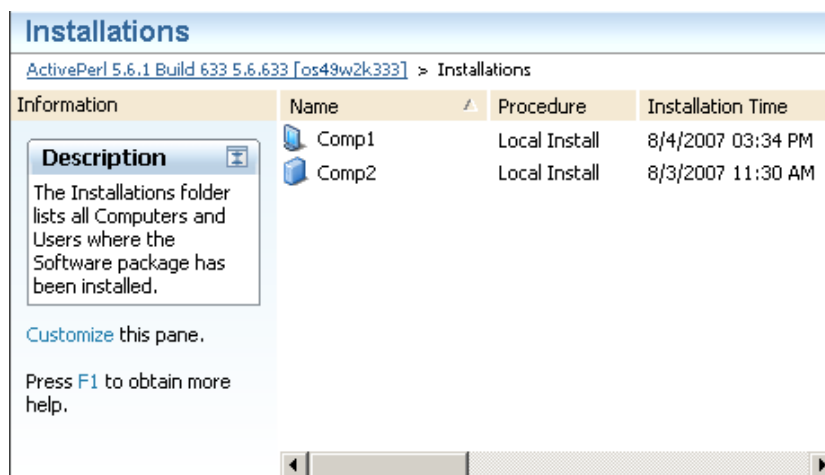 Installations
ActivePerl 5.6.1 Build 633 5.6.633 [os49w2k333] > Installations
Information
Name Procedure Installation Time
Description
The Installations folder
lists all Computers and
Users where the
Software package has
been installed.
Customize this pane.
Press F1 to obtain more
help.
Comp1 Local Install 8/4/2007 03:34 PM
Comp2 Local Install 8/3/2007 11:30 AM